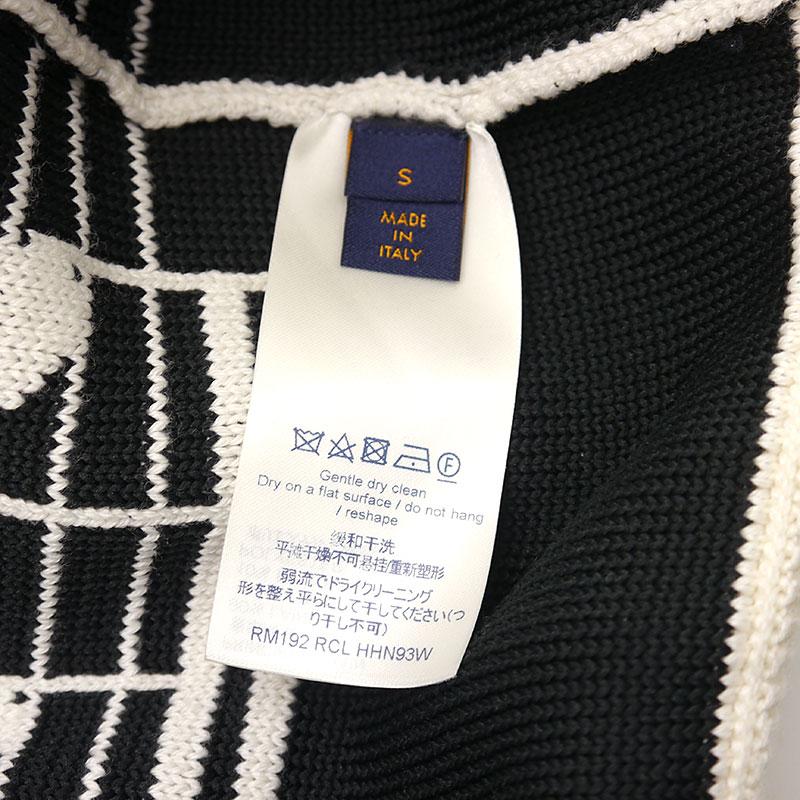 S
MADE
IN
ITALY
F
Gentle dry clean
Dry on a flat surface / do not hang
/ reshape
缓和干洗
平摊干燥/不可悬挂/重新塑形
弱流でドライクリーニング
形を整え平らにして干してください(つ
り干し不可)
RM192 RCL HHN93W